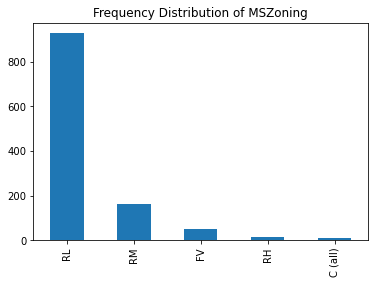 Frequency Distribution of MSZoning
800
600
400
200
0
RL
RM
FV
RH
C (all)